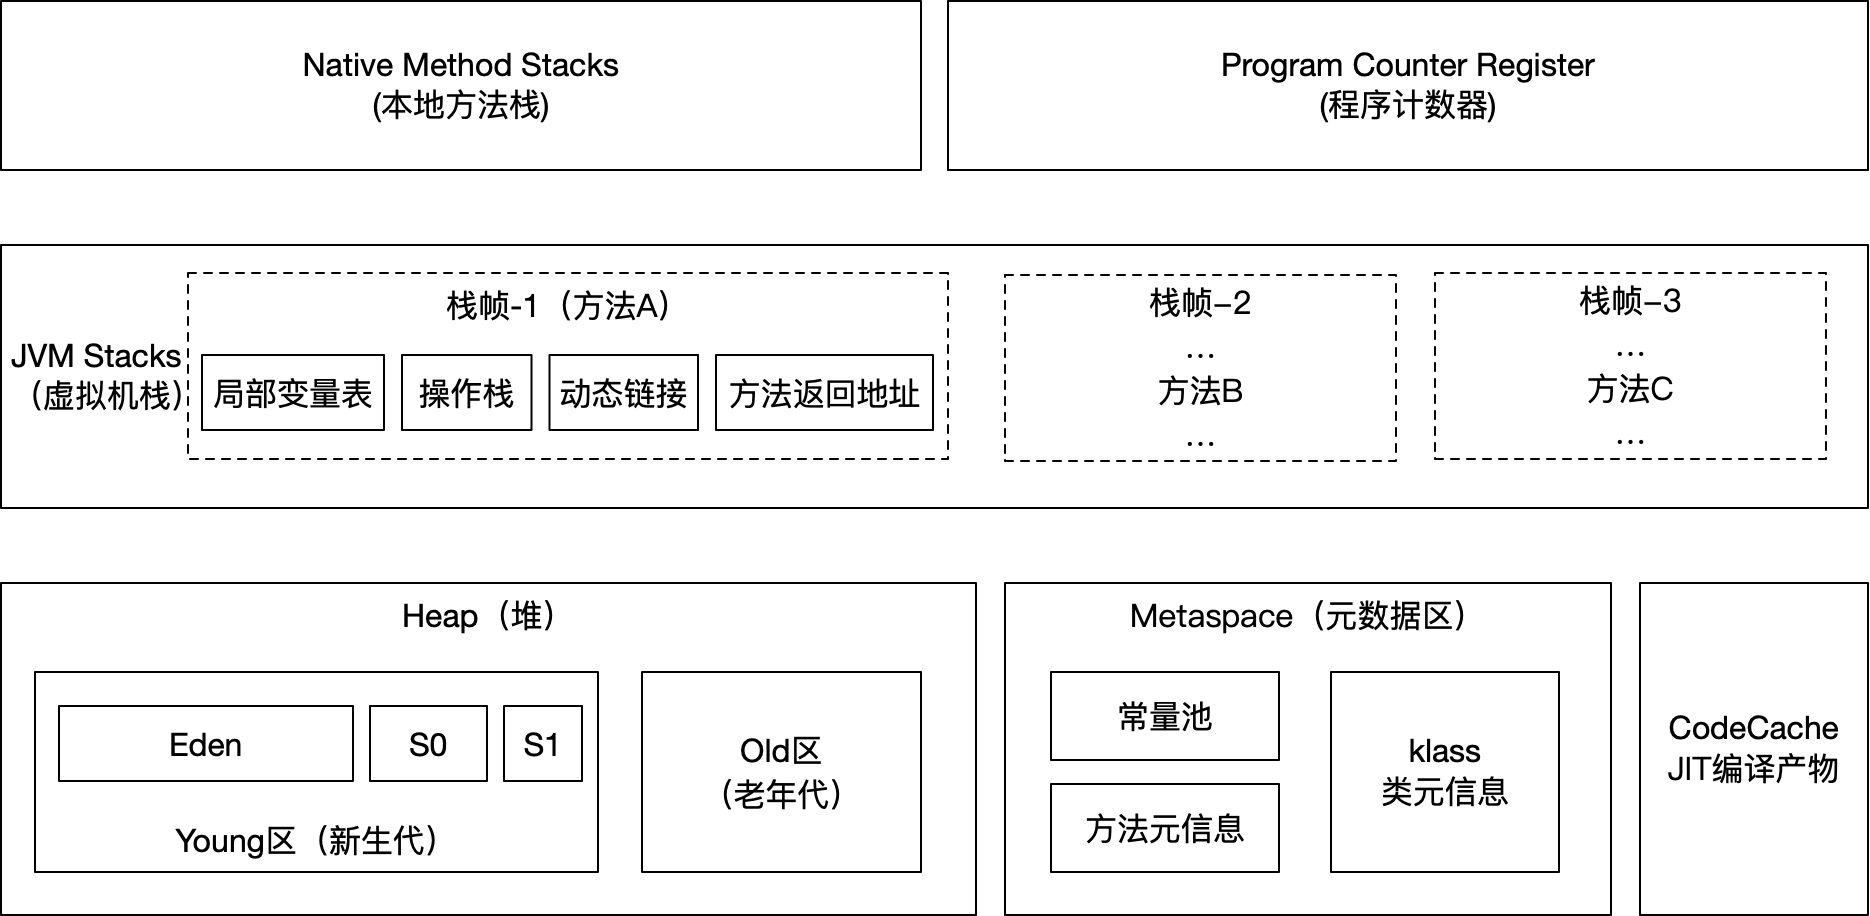 Native Method Stacks
(本地方法栈)
Program Counter Register
(程序计数器)
JVM Stacks
（虚拟机栈）
栈帧-1（方法A）
局部变量表
操作栈
动态链接
方法返回地址
栈帧–2
...
方法B
...
栈帧–3
...
方法C
...
Heap（堆）
Eden
S0
S1
Young区（新生代）
Old区
（老年代）
Metaspace（元数据区）
常量池
方法元信息
klass
类元信息
CodeCache
JIT编译产物